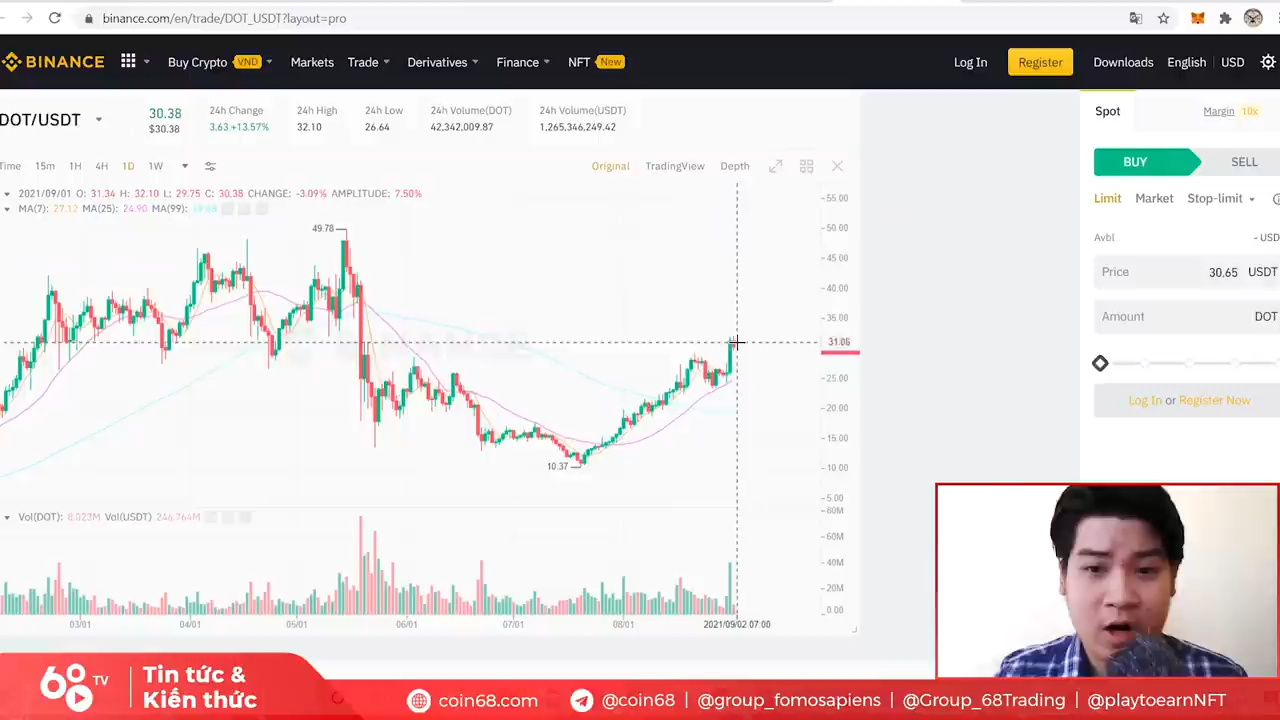 binance.com/en/trade/DOT_USDT?layout=pro
BINANCE Buy Crypto VND Markets Trade Derivatives Finance NFT New Log In Register Downloads English USD
DOT/USDT 30.38 $30.38
24h Change 3.63 +13.57%
24h High 32.10
24h Low 26.64
24h Volume(DOT) 42,342,009.87
24h Volume(USDT) 1,265,346,249.42
Spot Margin 10x
Time 15m 1H 4H 1D 1W Original TradingView Depth
BUY SELL
2021/09/01 O: 31.34 H: 32.10 L: 29.75 C: 30.38 CHANGE: -3.09% AMPLITUDE: 7.50%
MA(7): 27.12 MA(25): 24.90 MA(99):
Limit Market Stop-limit
Avbl - USD
Price 30.65 USDT
Amount DOT
Log In or Register Now
49.78
10.37
55.00
50.00
45.00
40.00
35.00
31.06
25.00
20.00
15.00
10.00
5.00
Vol(DOT): 8.023M Vol(USDT) 246.764M
80M
60M
40M
20M
0.00
03/01 04/01 05/01 06/01 07/01 08/01 2021/09/02 07:00
68 TV
Tin tức &
Kiến thức
coin68.com @coin68 | @group_fomosapiens | @Group_68Trading | @playtoearnNFT